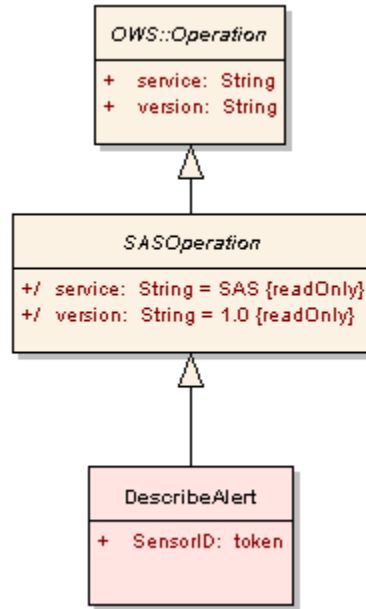 OWS::Operation
+ service: String
+ version: String
SASOperation
+/ service: String = SAS {readOnly}
+/ version: String = 1.0 {readOnly}
DescribeAlert
+ SensorID: token